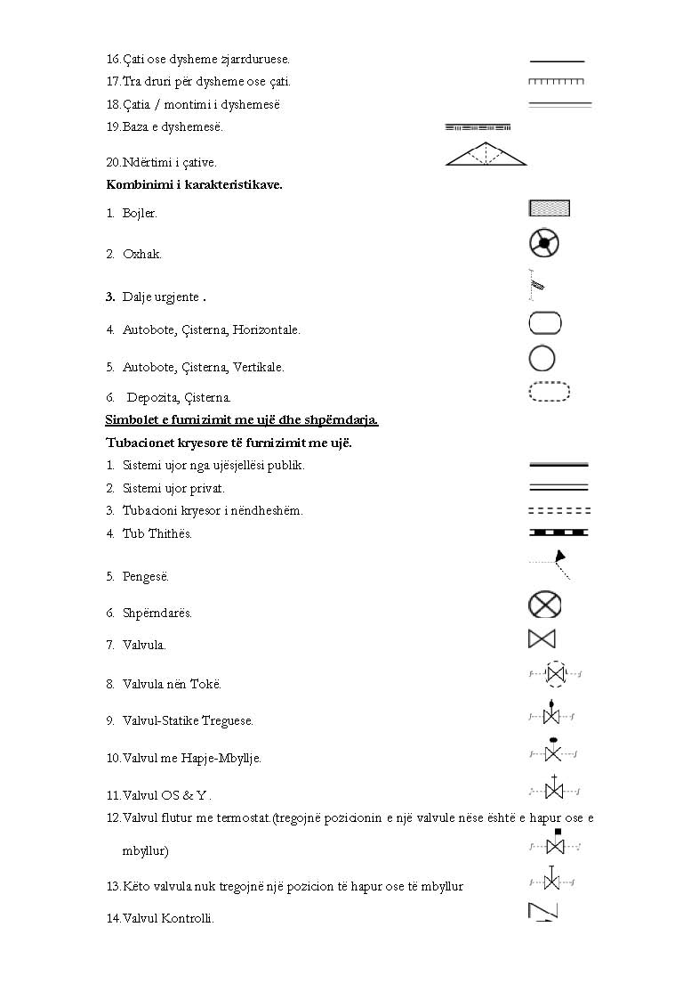 16.Çati ose dysheme zjarrduruese.
17.Tra druri për dysheme ose çati.
18.Çatia / montimi i dyshemesë
19.Baza e dyshemesë.
20.Ndërtimi i çative.
Kombinimi i karakteristikave.
1. Bojler.
2. Oxhak.
3. Dalje urgjente .
4. Autobote, Çisterna, Horizontale.
5. Autobote, Çisterna, Vertikale.
6. Depozita, Çisterna.
Simbolet e furnizimit me ujë dhe shpërndarja.
Tubacionet kryesore të furnizimit me ujë.
1. Sistemi ujor nga ujësjellësi publik.
2. Sistemi ujor privat.
3. Tubacioni kryesor i nëndheshëm.
4. Tub Thithës.
5. Pengesë.
6. Shpërndarës.
7. Valvula.
8. Valvula nën Tokë.
9. Valvul-Statike Treguese.
10.Valvul me Hapje-Mbyllje.
11.Valvul OS & Y .
12.Valvul flutur me termostat.(tregojnë pozicionin e një valvule nëse është e hapur ose e
mbyllur)
13.Këto valvula nuk tregojnë një pozicion të hapur ose të mbyllur
14.Valvul Kontrolli.